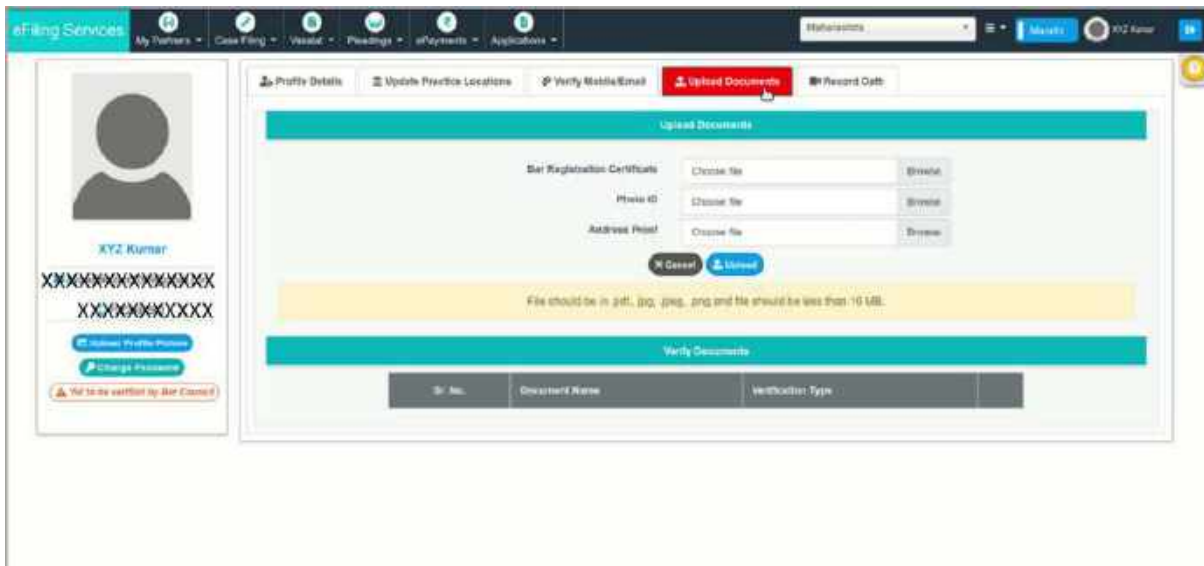 eFiling Services
My Partners Case Filing Vakalat Pleadings ePayments Applications
Maharashtra
XYZ Kumar
Profile Details Update Practice Locations Verify Mobile/Email Upload Documents Record Oath
Upload Documents
Bar Registration Certificate Choose file Browse
Photo ID Choose file Browse
Address Proof Choose file Browse
Cancel Upload
File should be in .pdf, .jpg, .jpeg, .png and file should be less than 10 MB.
Verify Documents
Sr. No. Document Name Verification Type
XYZ Kumar
XXXXXXXXXXXXXXX
XXXXXXXXXXXX
Upload Profile Picture
Change Password
Yet to be verified by Bar Council